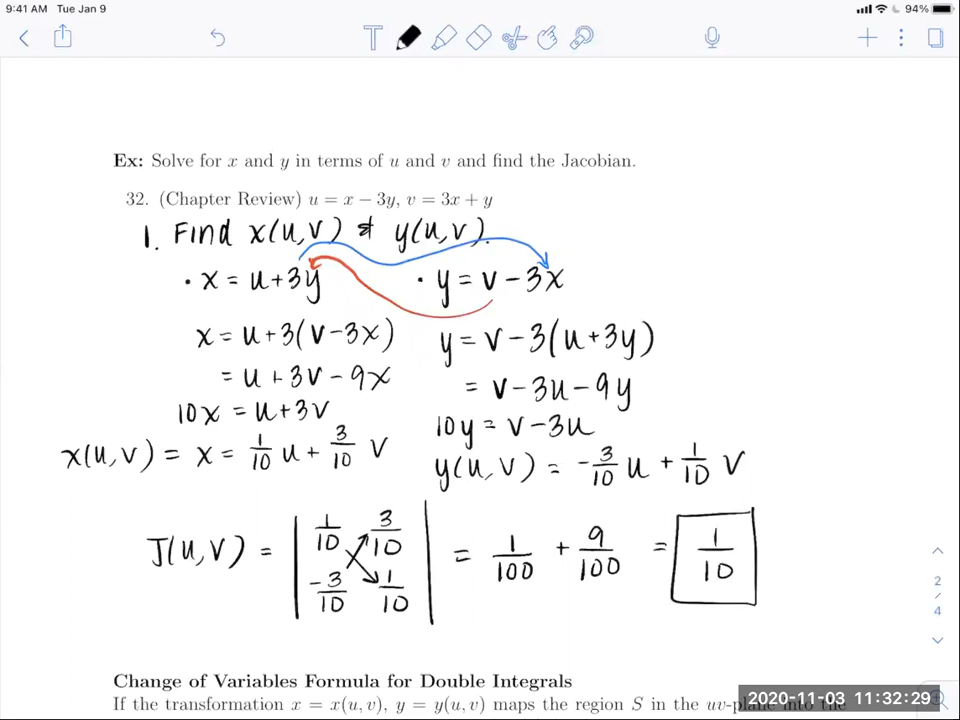 9:41 AM Tue Jan 9 94%
Ex: Solve for x and y in terms of u and v and find the Jacobian.
32. (Chapter Review) u = x − 3y, v = 3x + y
1. Find x(u,v) & y(u,v).
· x = u+3y · y = v − 3x
x = u+3(v−3x) y = v − 3(u+3y)
= u+3v − 9x = v − 3u − 9y
10x = u+3v 10y = v − 3u
x(u,v) = x = 1/10 u + 3/10 v y(u,v) = −3/10 u + 1/10 v
J(u,v) = | 1/10 3/10 | = 1/100 + 9/100 = 1/10
| −3/10 1/10 |
2
/
4
Change of Variables Formula for Double Integrals
If the transformation x = x(u, v), y = y(u, v) maps the region S in the uv-
2020-11-03 11:32:29